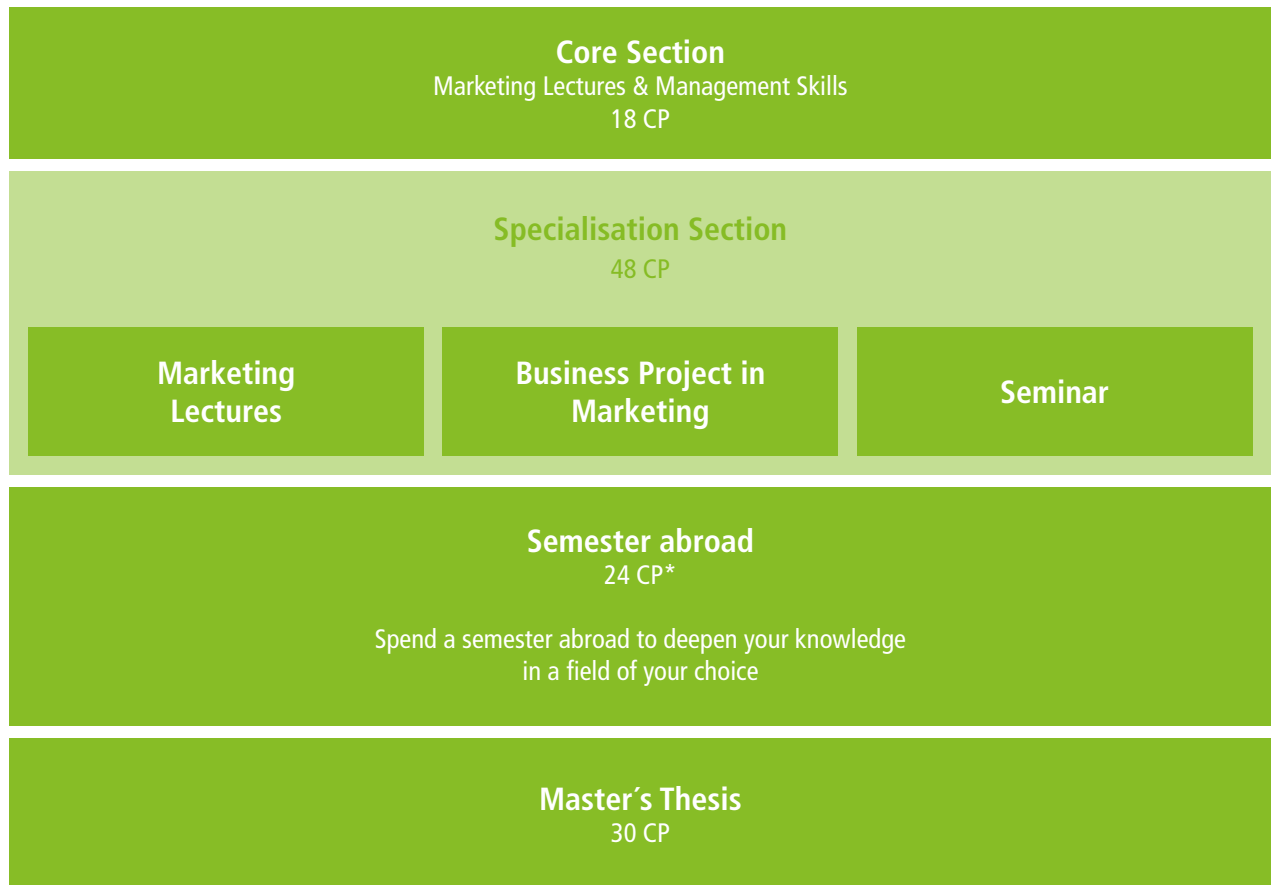 Core Section
Marketing Lectures & Management Skills
18 CP
Specialisation Section
48 CP
Marketing
Lectures
Business Project in
Marketing
Seminar
Semester abroad
24 CP*
Spend a semester abroad to deepen your knowledge
in a field of your choice
Master´s Thesis
30 CP